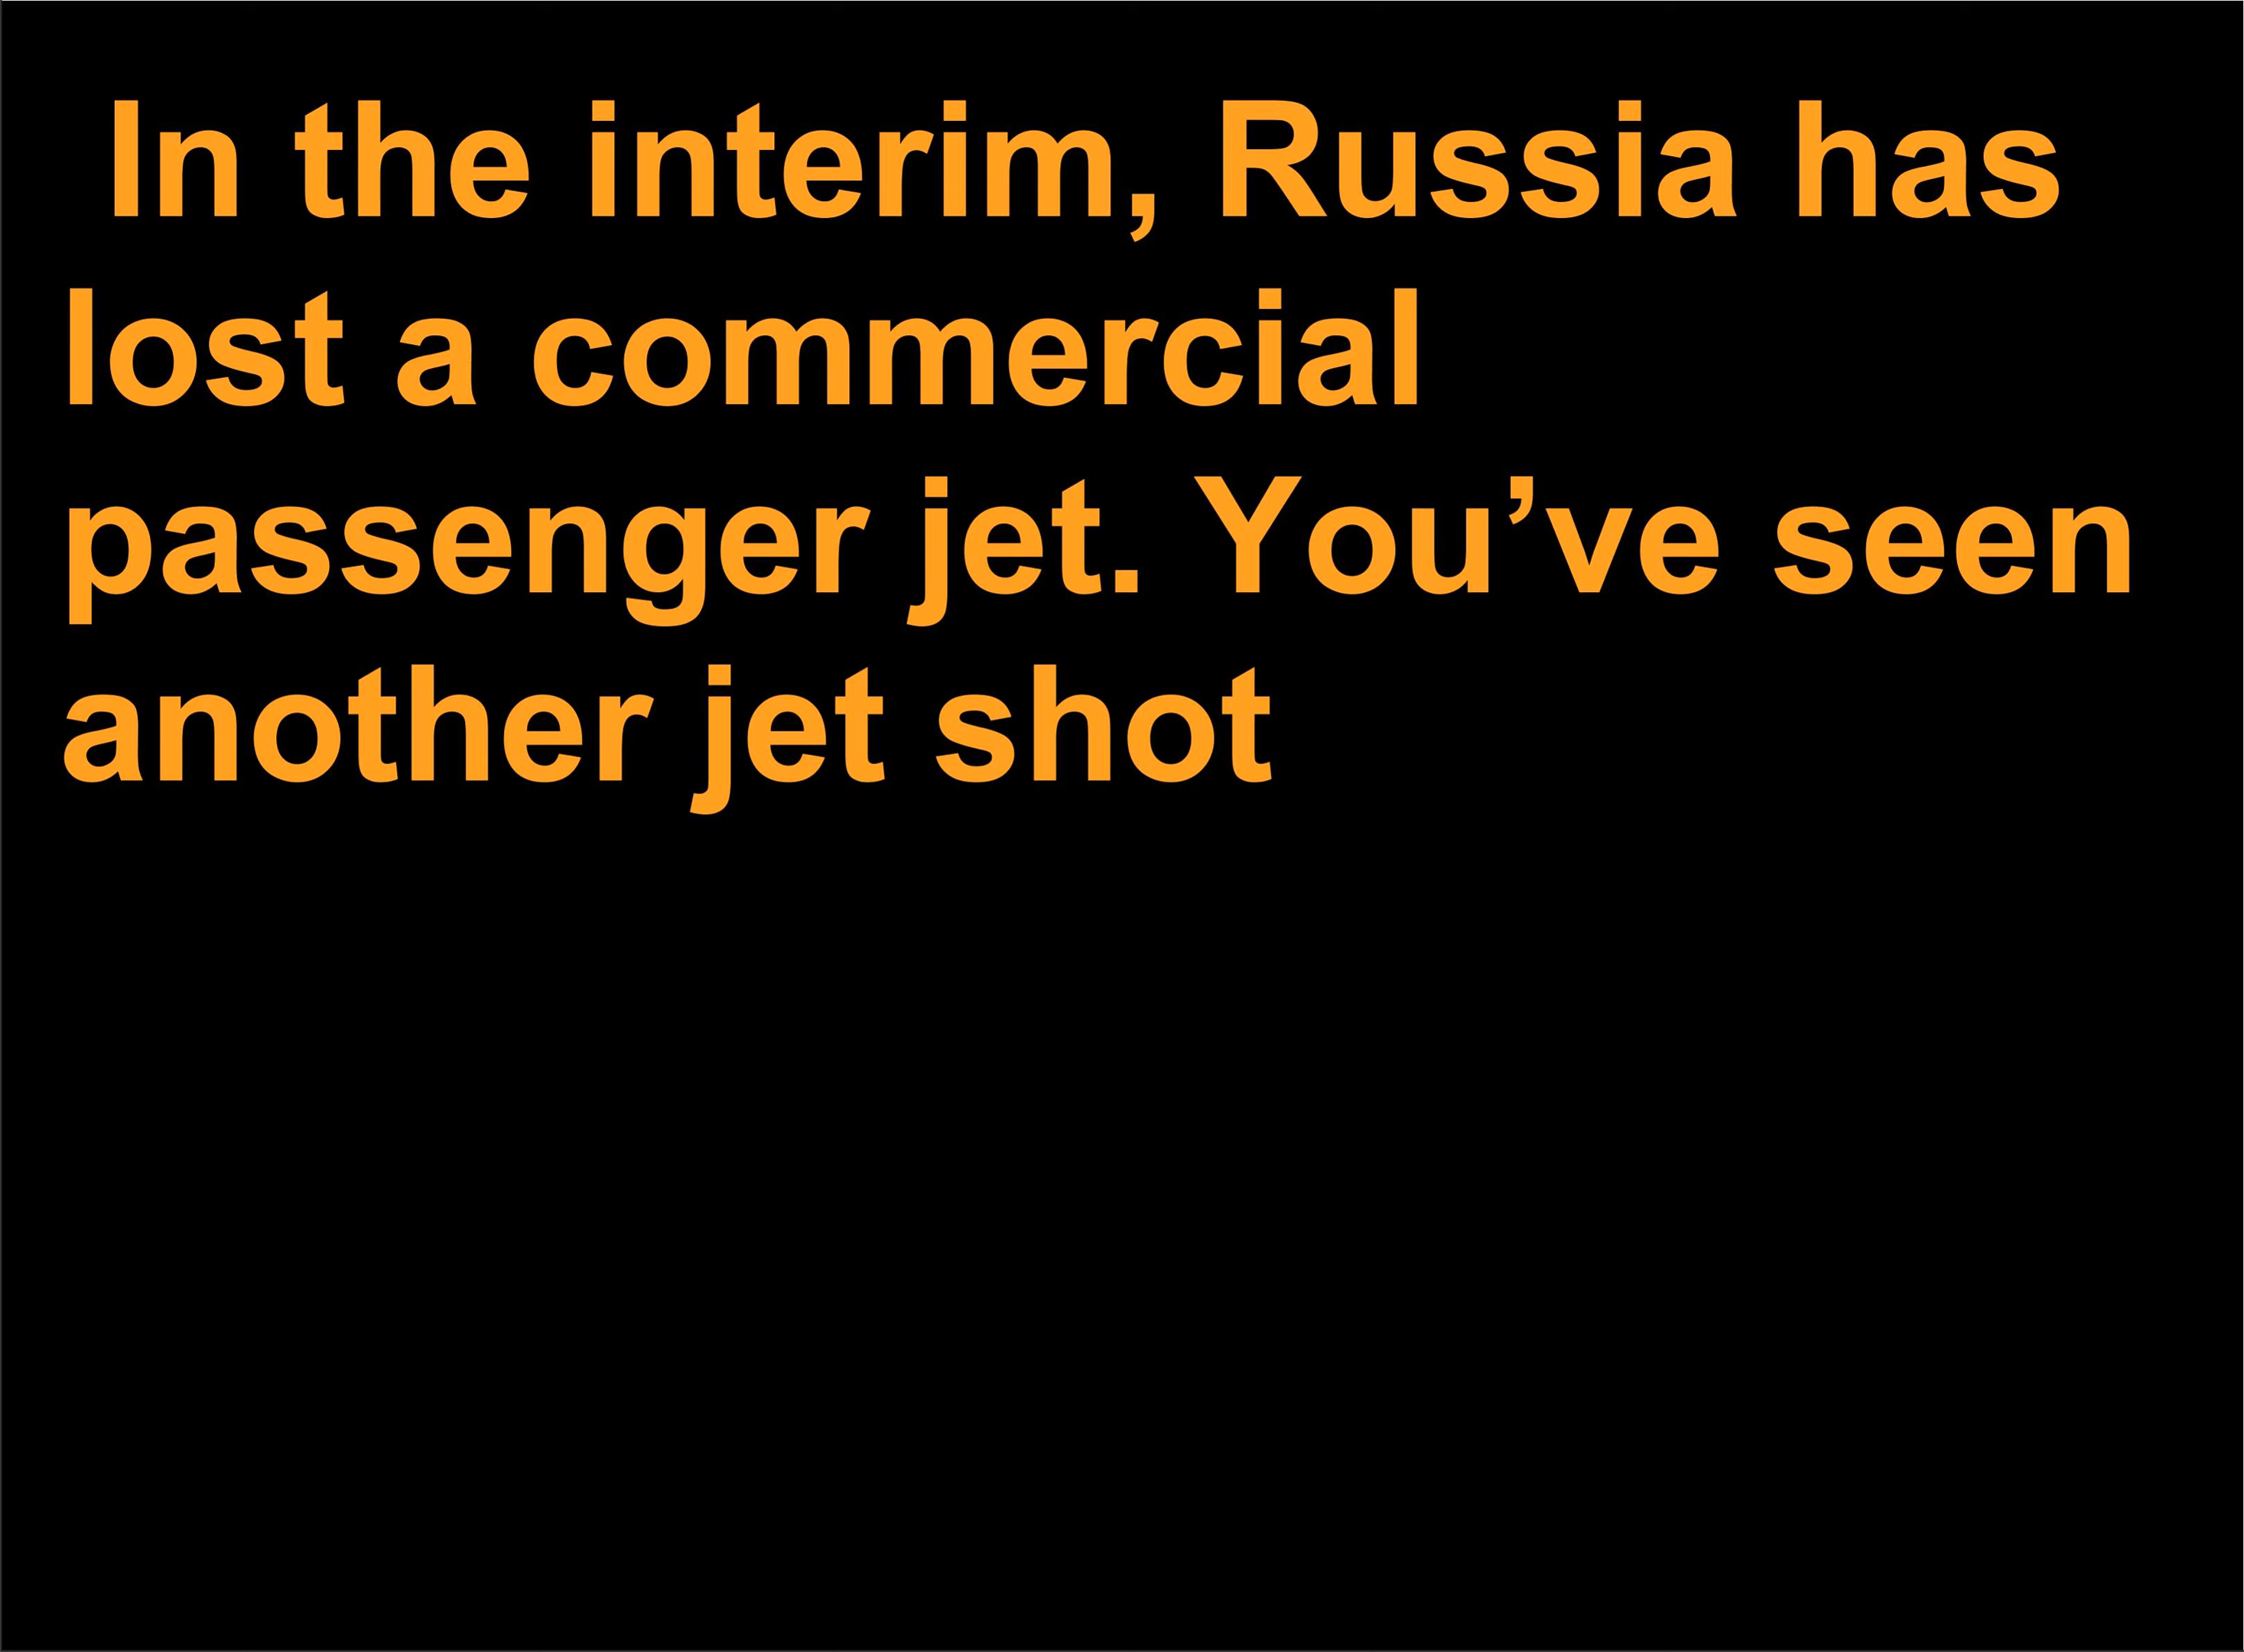 In the interim, Russia has
lost a commercial
passenger jet. You’ve seen
another jet shot